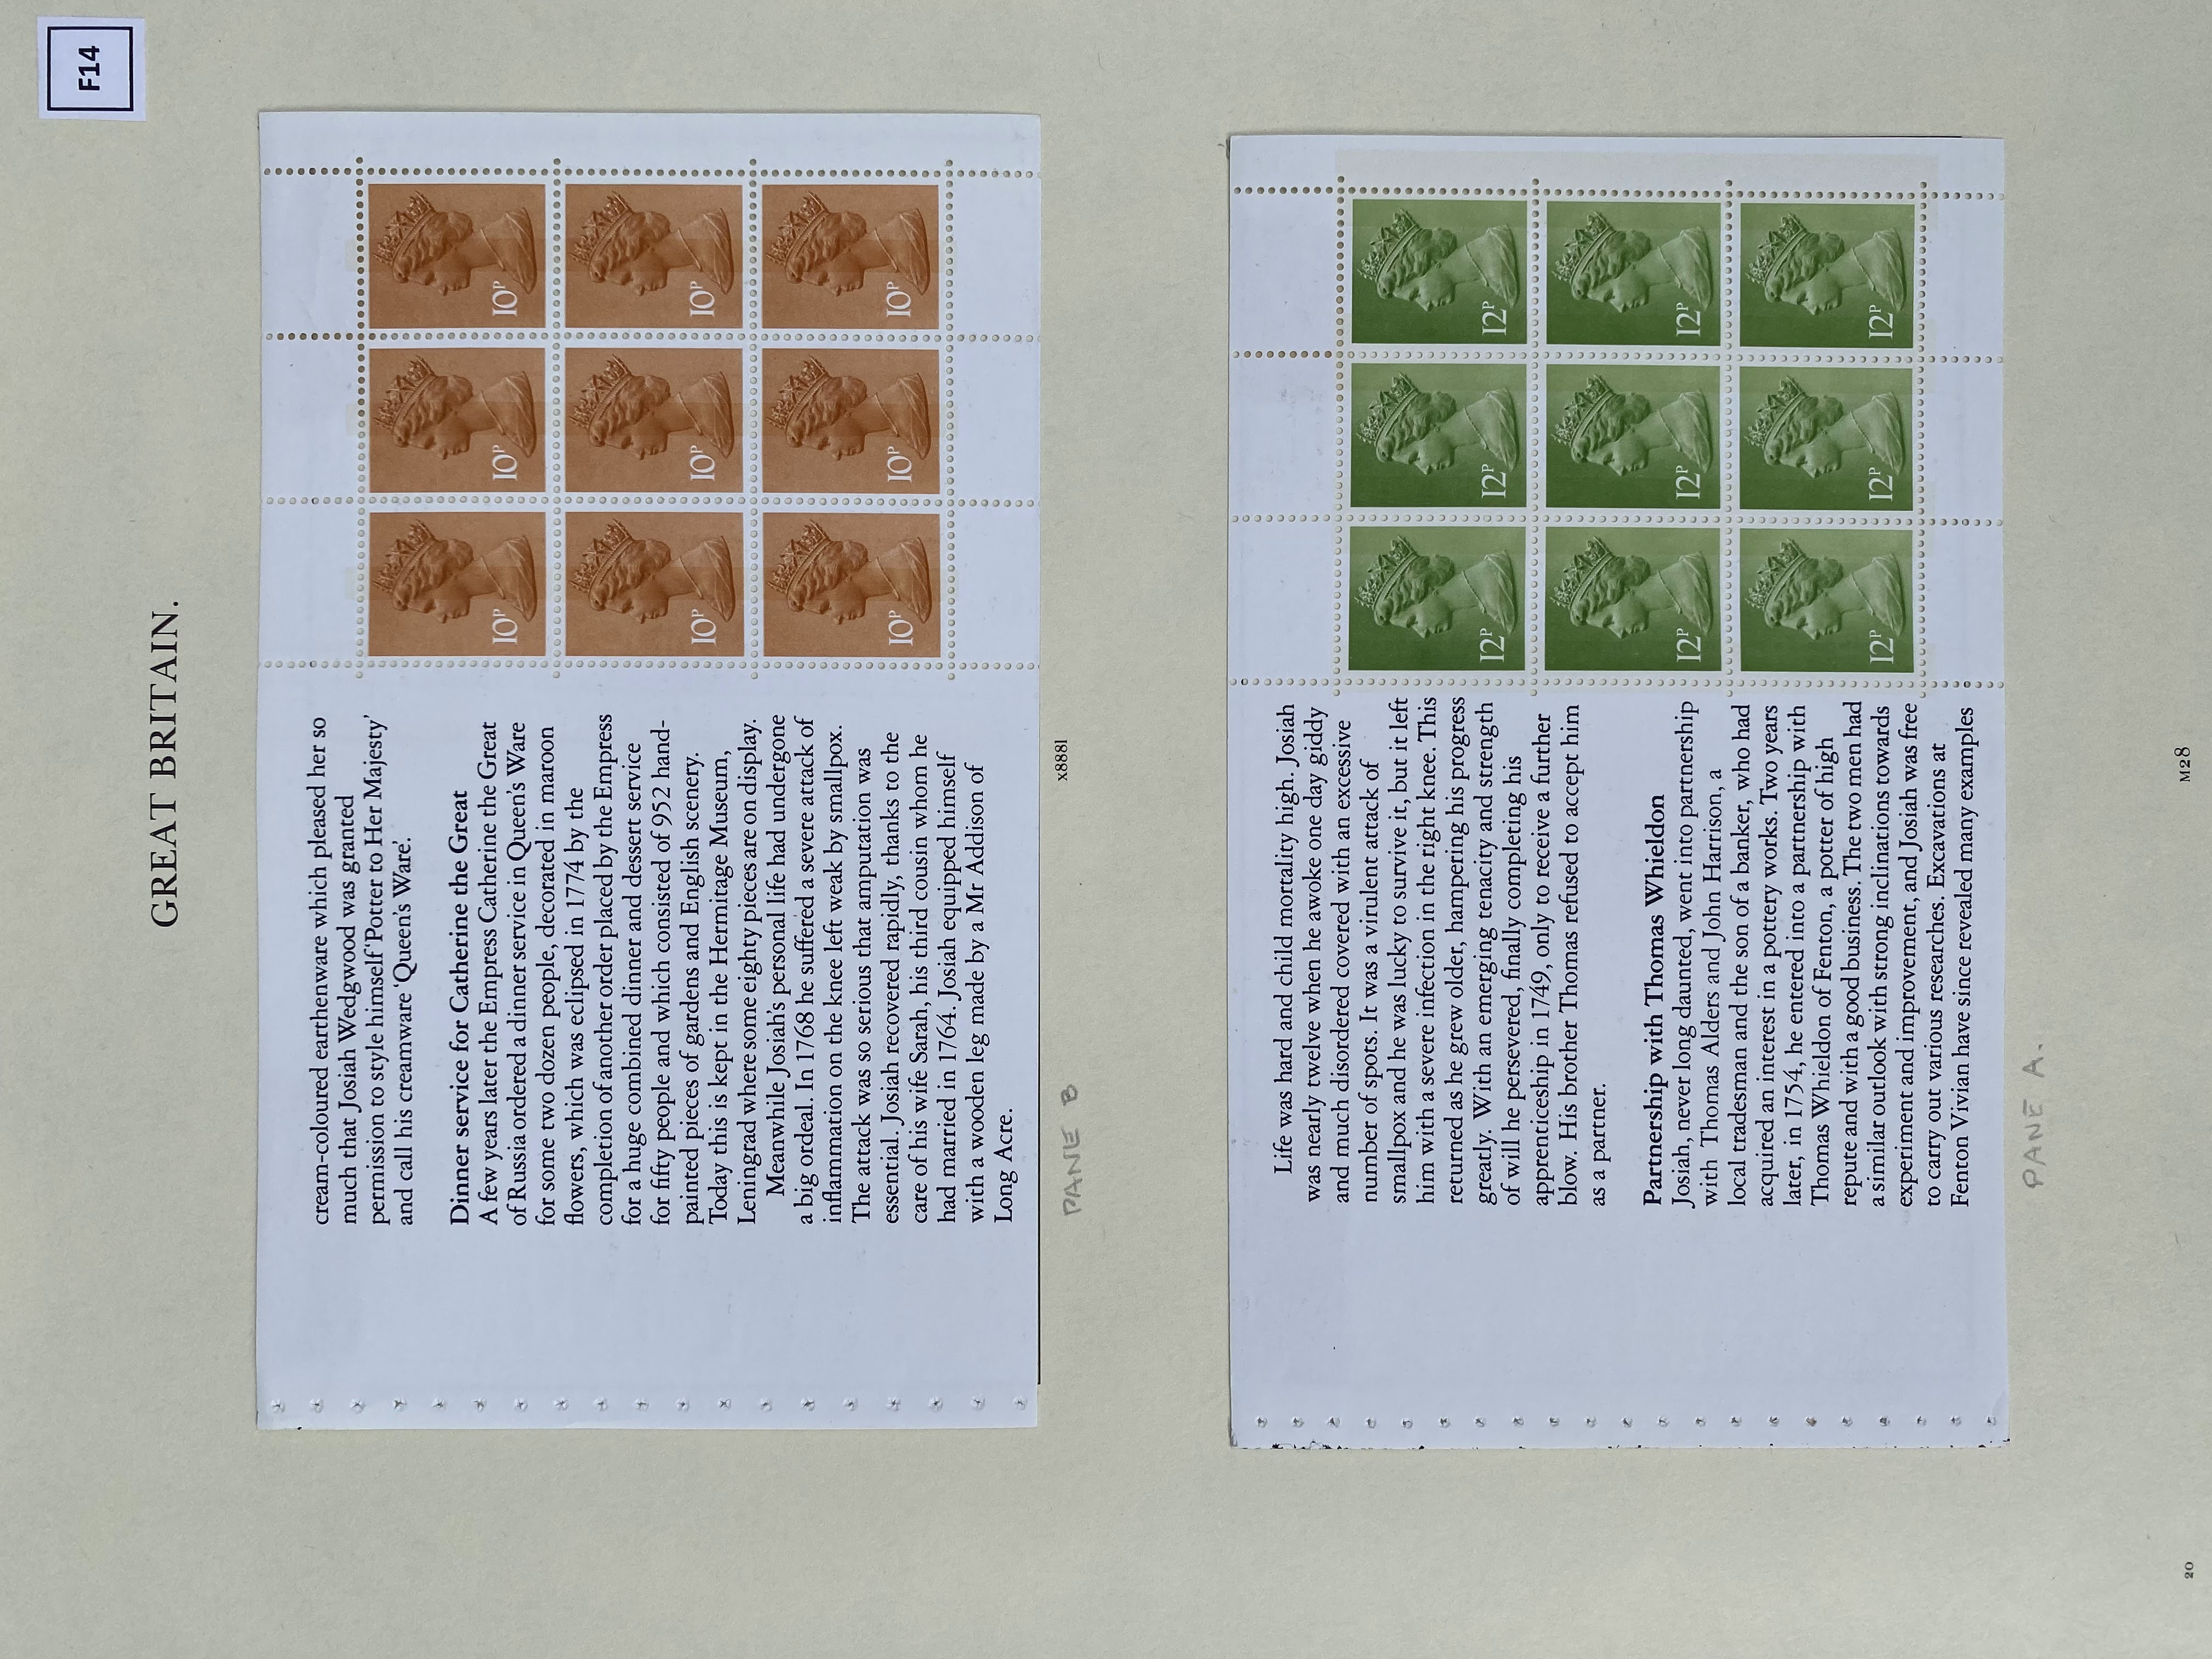 F14
GREAT BRITAIN.
cream-coloured earthenware which pleased her so
much that Josiah Wedgwood was granted
permission to style himself 'Potter to Her Majesty'
and call his creamware 'Queen's Ware'.
Dinner service for Catherine the Great
A few years later the Empress Catherine the Great
of Russia ordered a dinner service in Queen's Ware
for some two dozen people, decorated in maroon
flowers, which was eclipsed in 1774 by the
completion of another order placed by the Empress
for a huge combined dinner and dessert service
for fifty people and which consisted of 952 hand-
painted pieces of gardens and English scenery.
Today this is kept in the Hermitage Museum,
Leningrad where some eighty pieces are on display.
Meanwhile Josiah's personal life had undergone
a big ordeal. In 1768 he suffered a severe attack of
inflammation on the knee left weak by smallpox.
The attack was so serious that amputation was
essential. Josiah recovered rapidly, thanks to the
care of his wife Sarah, his third cousin whom he
had married in 1764. Josiah equipped himself
with a wooden leg made by a Mr Addison of
Long Acre.
10P 10P 10P
10P 10P 10P
10P 10P 10P
PANE B
x888l
Life was hard and child mortality high. Josiah
was nearly twelve when he awoke one day giddy
and much disordered covered with an excessive
number of spots. It was a virulent attack of
smallpox and he was lucky to survive it, but it left
him with a severe infection in the right knee. This
returned as he grew older, hampering his progress
greatly. With an emerging tenacity and strength
of will he persevered, finally completing his
apprenticeship in 1749, only to receive a further
blow. His brother Thomas refused to accept him
as a partner.
Partnership with Thomas Whieldon
Josiah, never long daunted, went into partnership
with Thomas Alders and John Harrison, a
local tradesman and the son of a banker, who had
acquired an interest in a pottery works. Two years
later, in 1754, he entered into a partnership with
Thomas Whieldon of Fenton, a potter of high
repute and with a good business. The two men had
a similar outlook with strong inclinations towards
experiment and improvement, and Josiah was free
to carry out various researches. Excavations at
Fenton Vivian have since revealed many examples
12P 12P 12P
12P 12P 12P
12P 12P 12P
PANE A.
20
M28